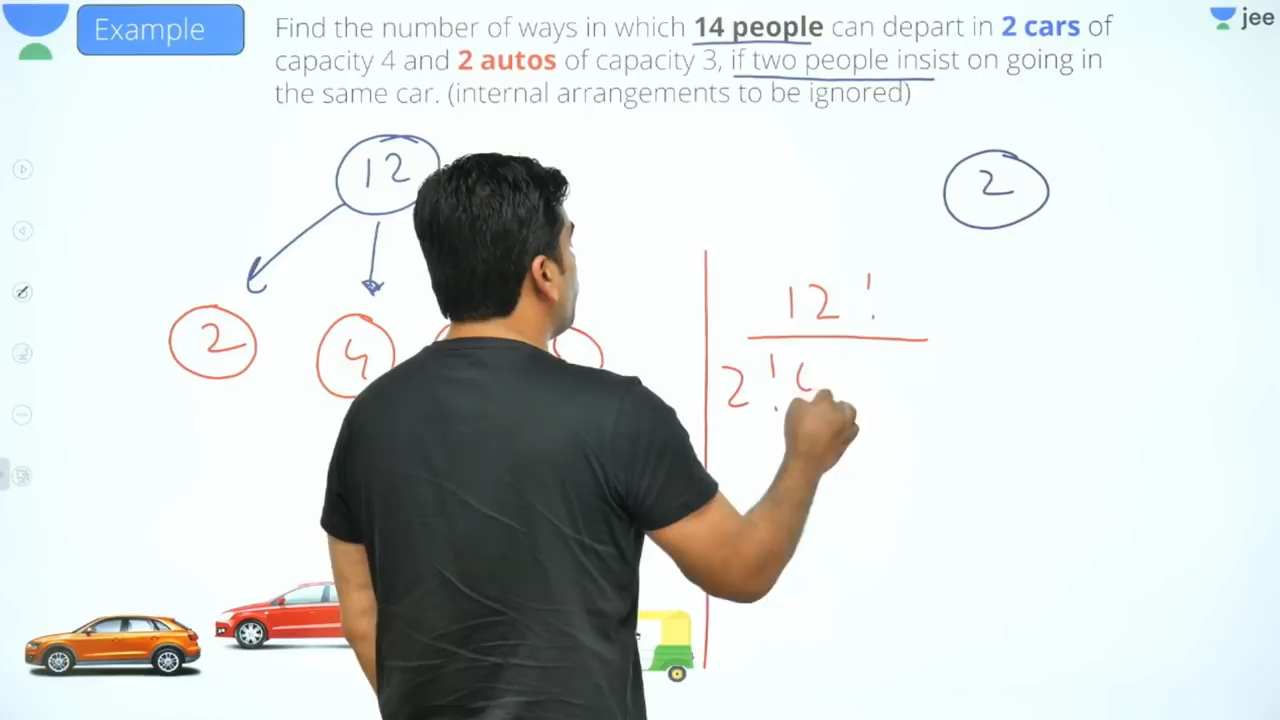 Example
Find the number of ways in which 14 people can depart in 2 cars of
capacity 4 and 2 autos of capacity 3, if two people insist on going in
the same car. (internal arrangements to be ignored)
jee
12
2
2
4
12!
2!